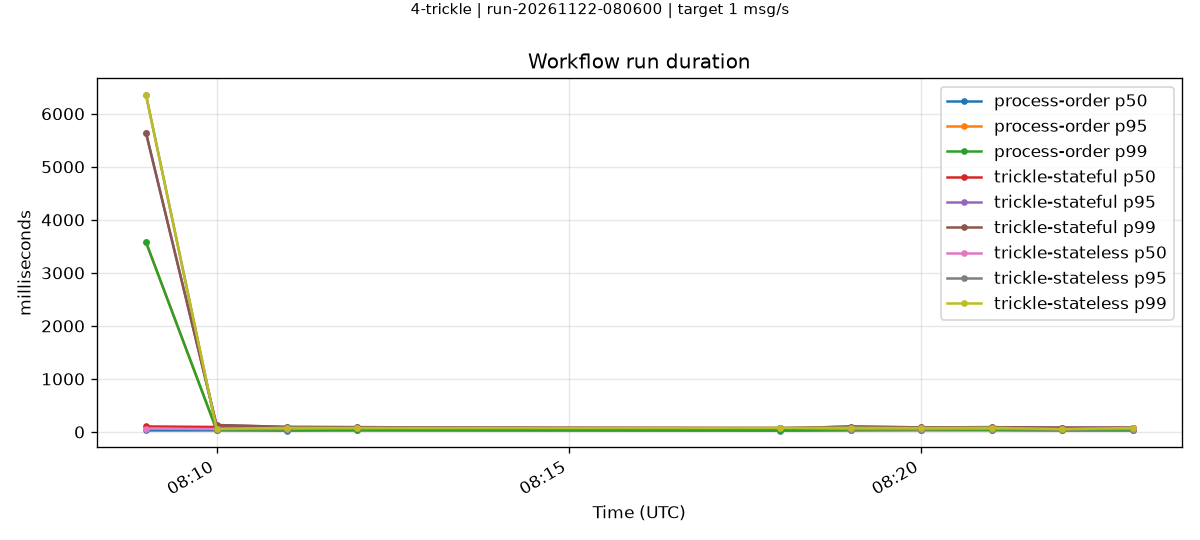 4-trickle | run-20261122-080600 | target 1 msg/s
Workflow run duration
milliseconds
6000
5000
4000
3000
2000
1000
0
process-order p50
process-order p95
process-order p99
trickle-stateful p50
trickle-stateful p95
trickle-stateful p99
trickle-stateless p50
trickle-stateless p95
trickle-stateless p99
08:10
08:15
08:20
Time (UTC)